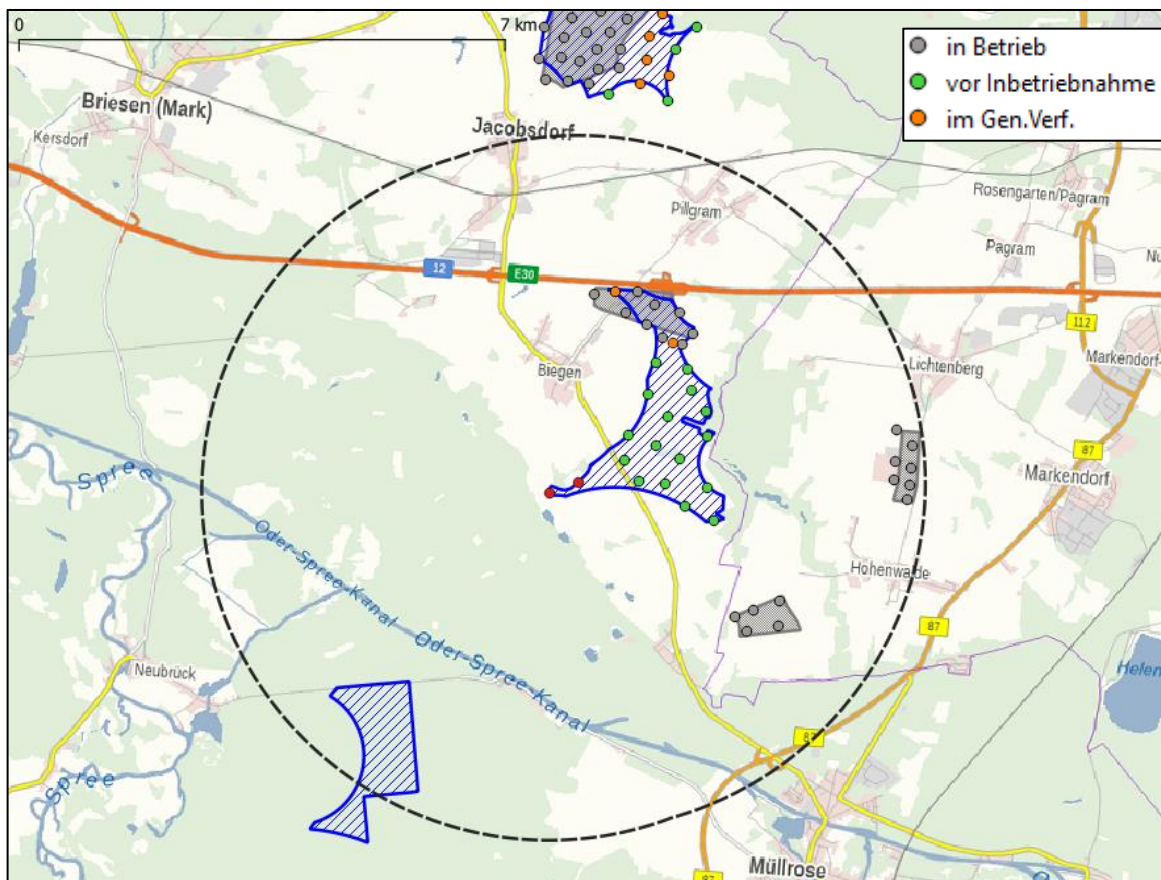 0
7 km
in Betrieb
vor Inbetriebnahme
im Gen.Verf.
Briesen (Mark)
Kersdorf
Jacobsdorf
Pillgram
Rosengarten/Pagram
Pagram
12
E30
112
Markendorf-
Biegen
Lichtenberg
87
Markendorf
Spree
Oder-Spree-Kanal
Oder-Spree-Kanal
Hohenwalde
87
Neubrück
Helen
87
Spree
Müllrose
87